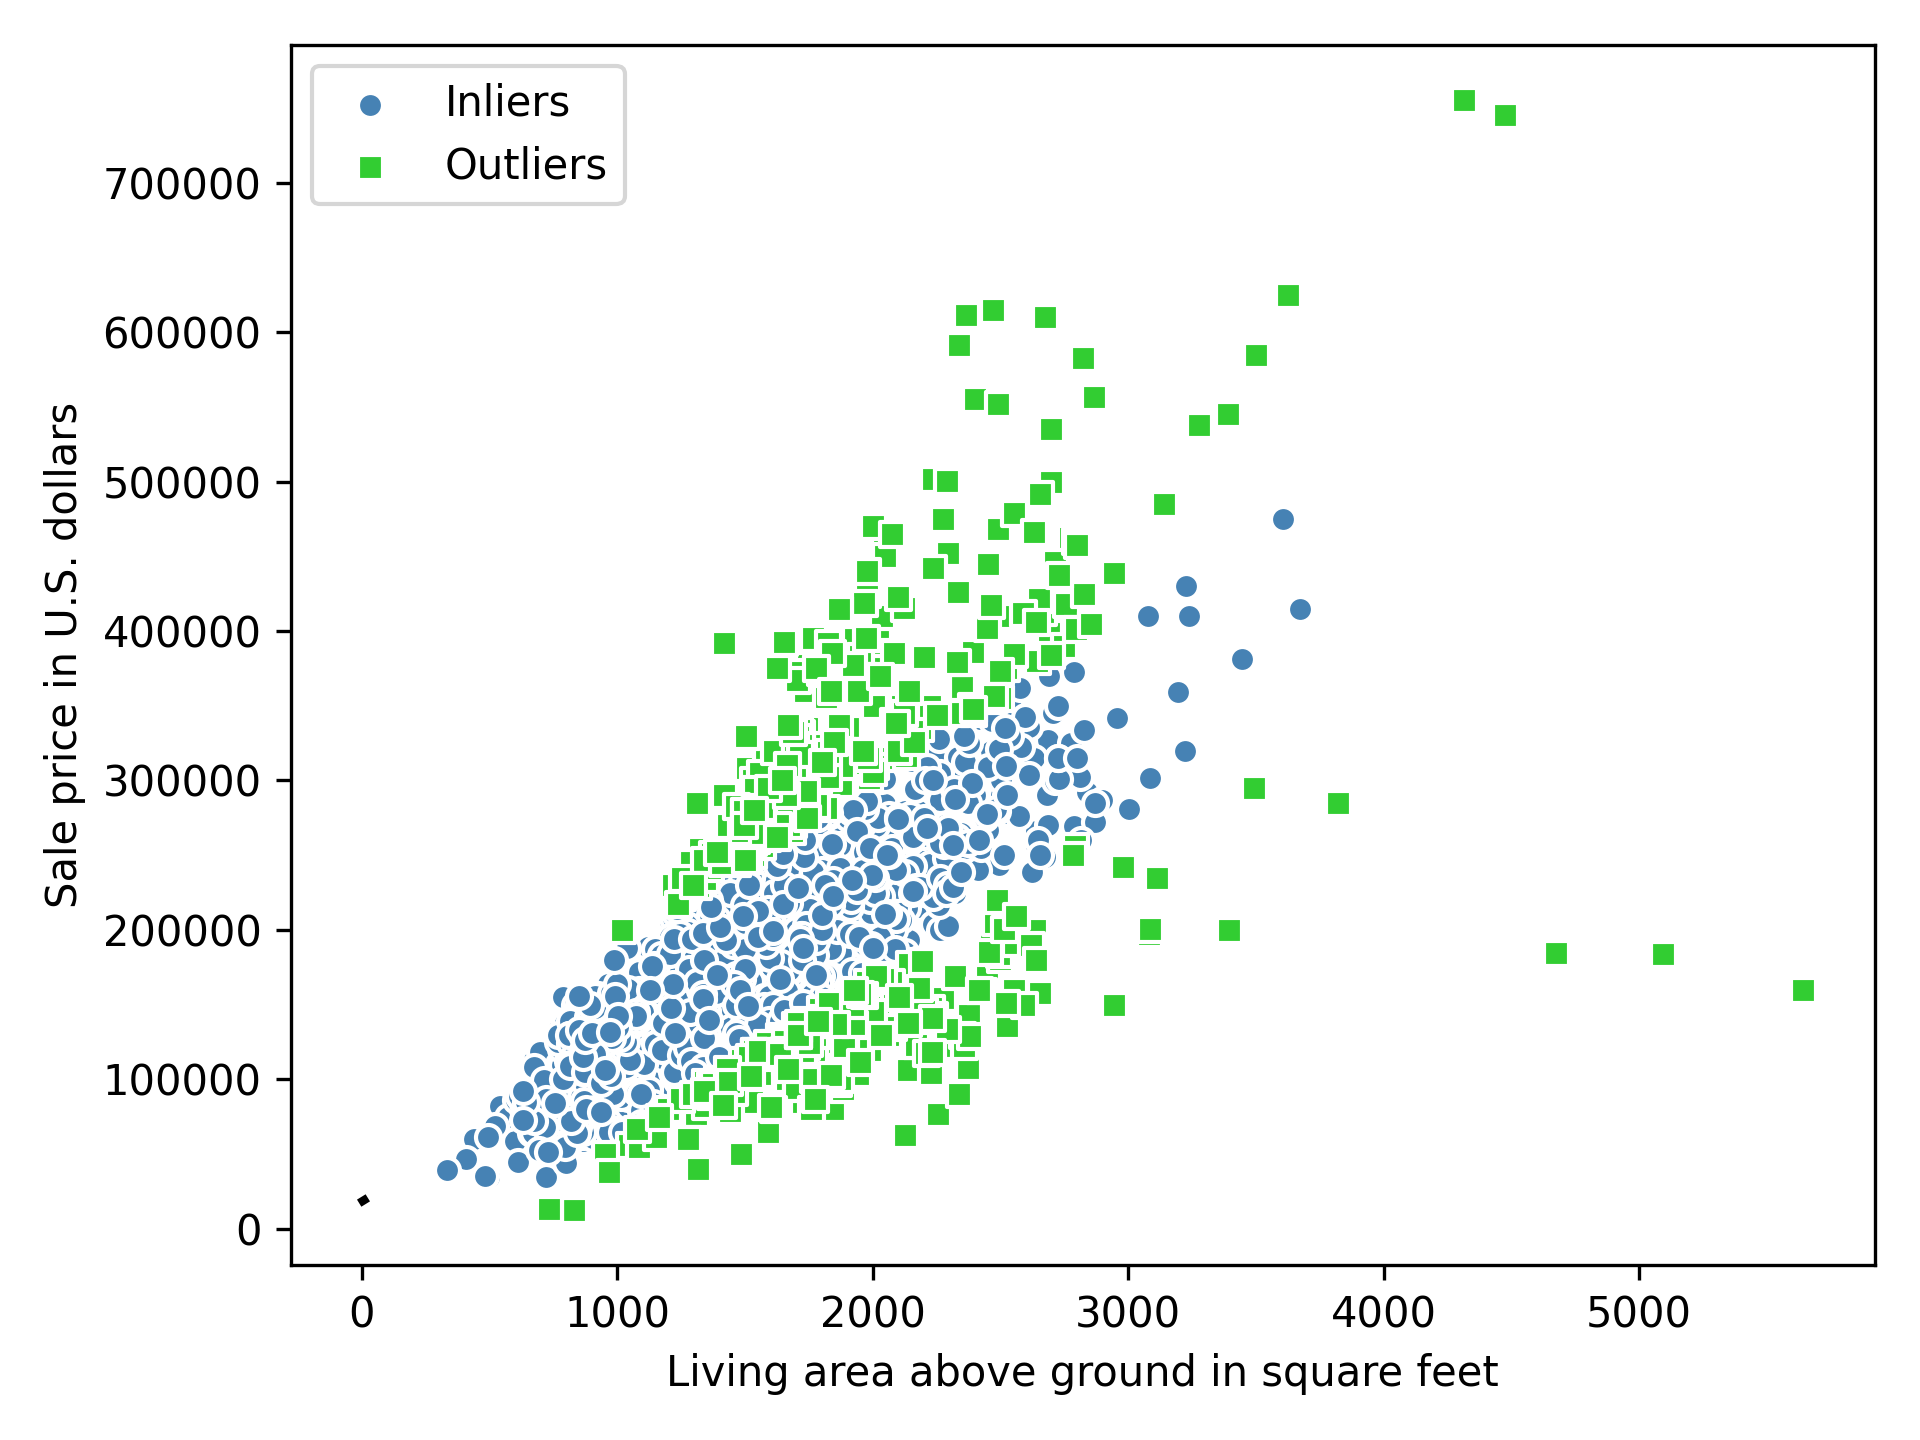 Inliers
Outliers
700000
600000
500000
400000
300000
200000
100000
0
Sale price in U.S. dollars
0 1000 2000 3000 4000 5000
Living area above ground in square feet